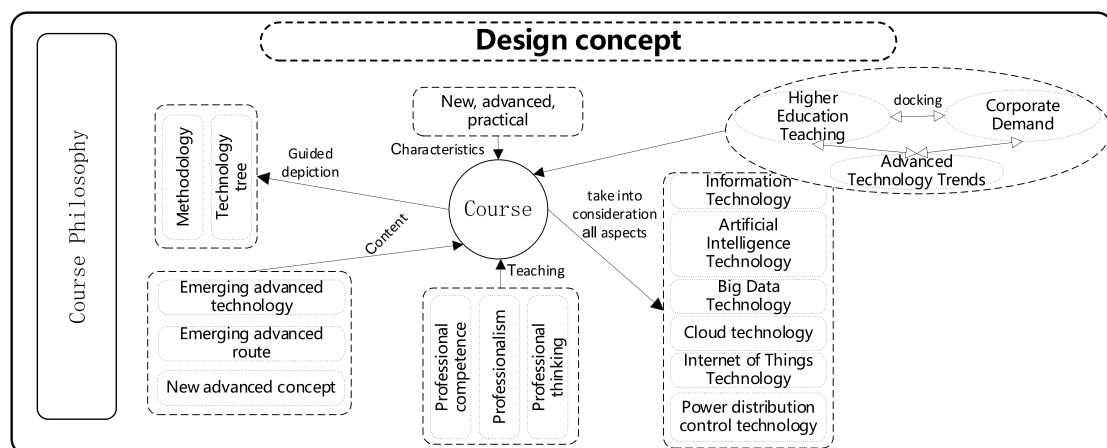 Design concept
Course Philosophy
New, advanced,
practical
Characteristics
Higher
Education
Teaching
docking
Corporate
Demand
Advanced
Technology Trends
Methodology
Technology
tree
Guided
depiction
Course
take into
consideration
all aspects
Information
Technology
Artificial
Intelligence
Technology
Big Data
Technology
Cloud technology
Internet of Things
Technology
Power distribution
control technology
Content
Emerging advanced
technology
Emerging advanced
route
New advanced concept
Teaching
Professional
competence
Professionalism
Professional
thinking